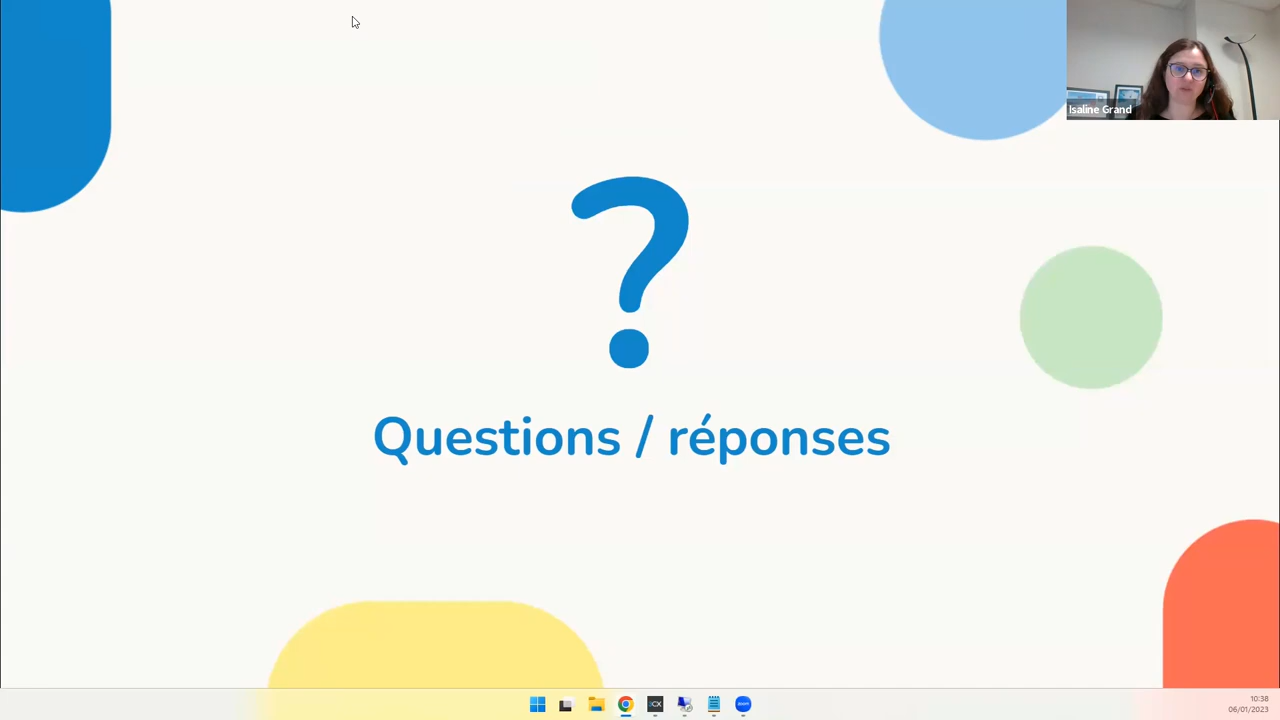 Isaline Grand
?
Questions / réponses
10:38
06/01/2023